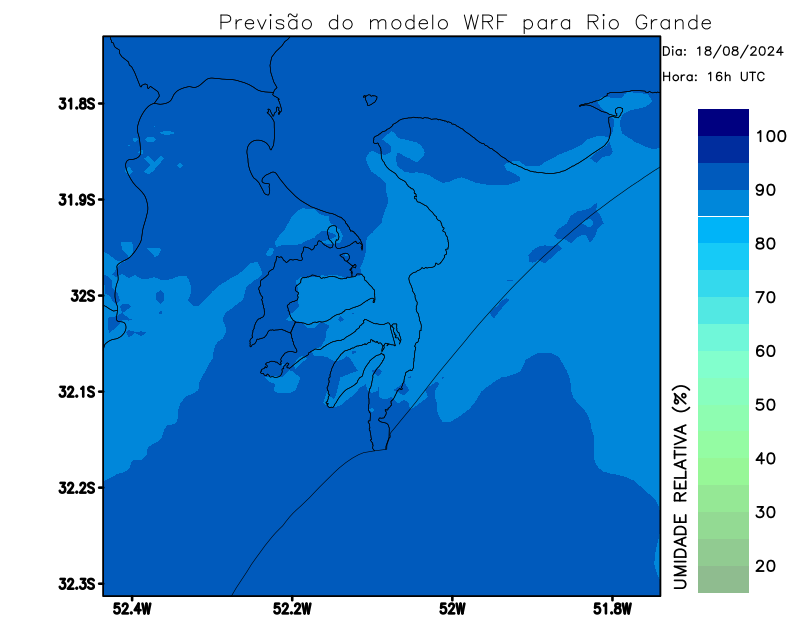 Previsão do modelo WRF para Rio Grande
Dia: 18/08/2024
Hora: 16h UTC
31.8S
31.9S
32S
32.1S
32.2S
32.3S
52.4W
52.2W
52W
51.8W
UMIDADE RELATIVA (%)
100
90
80
70
60
50
40
30
20